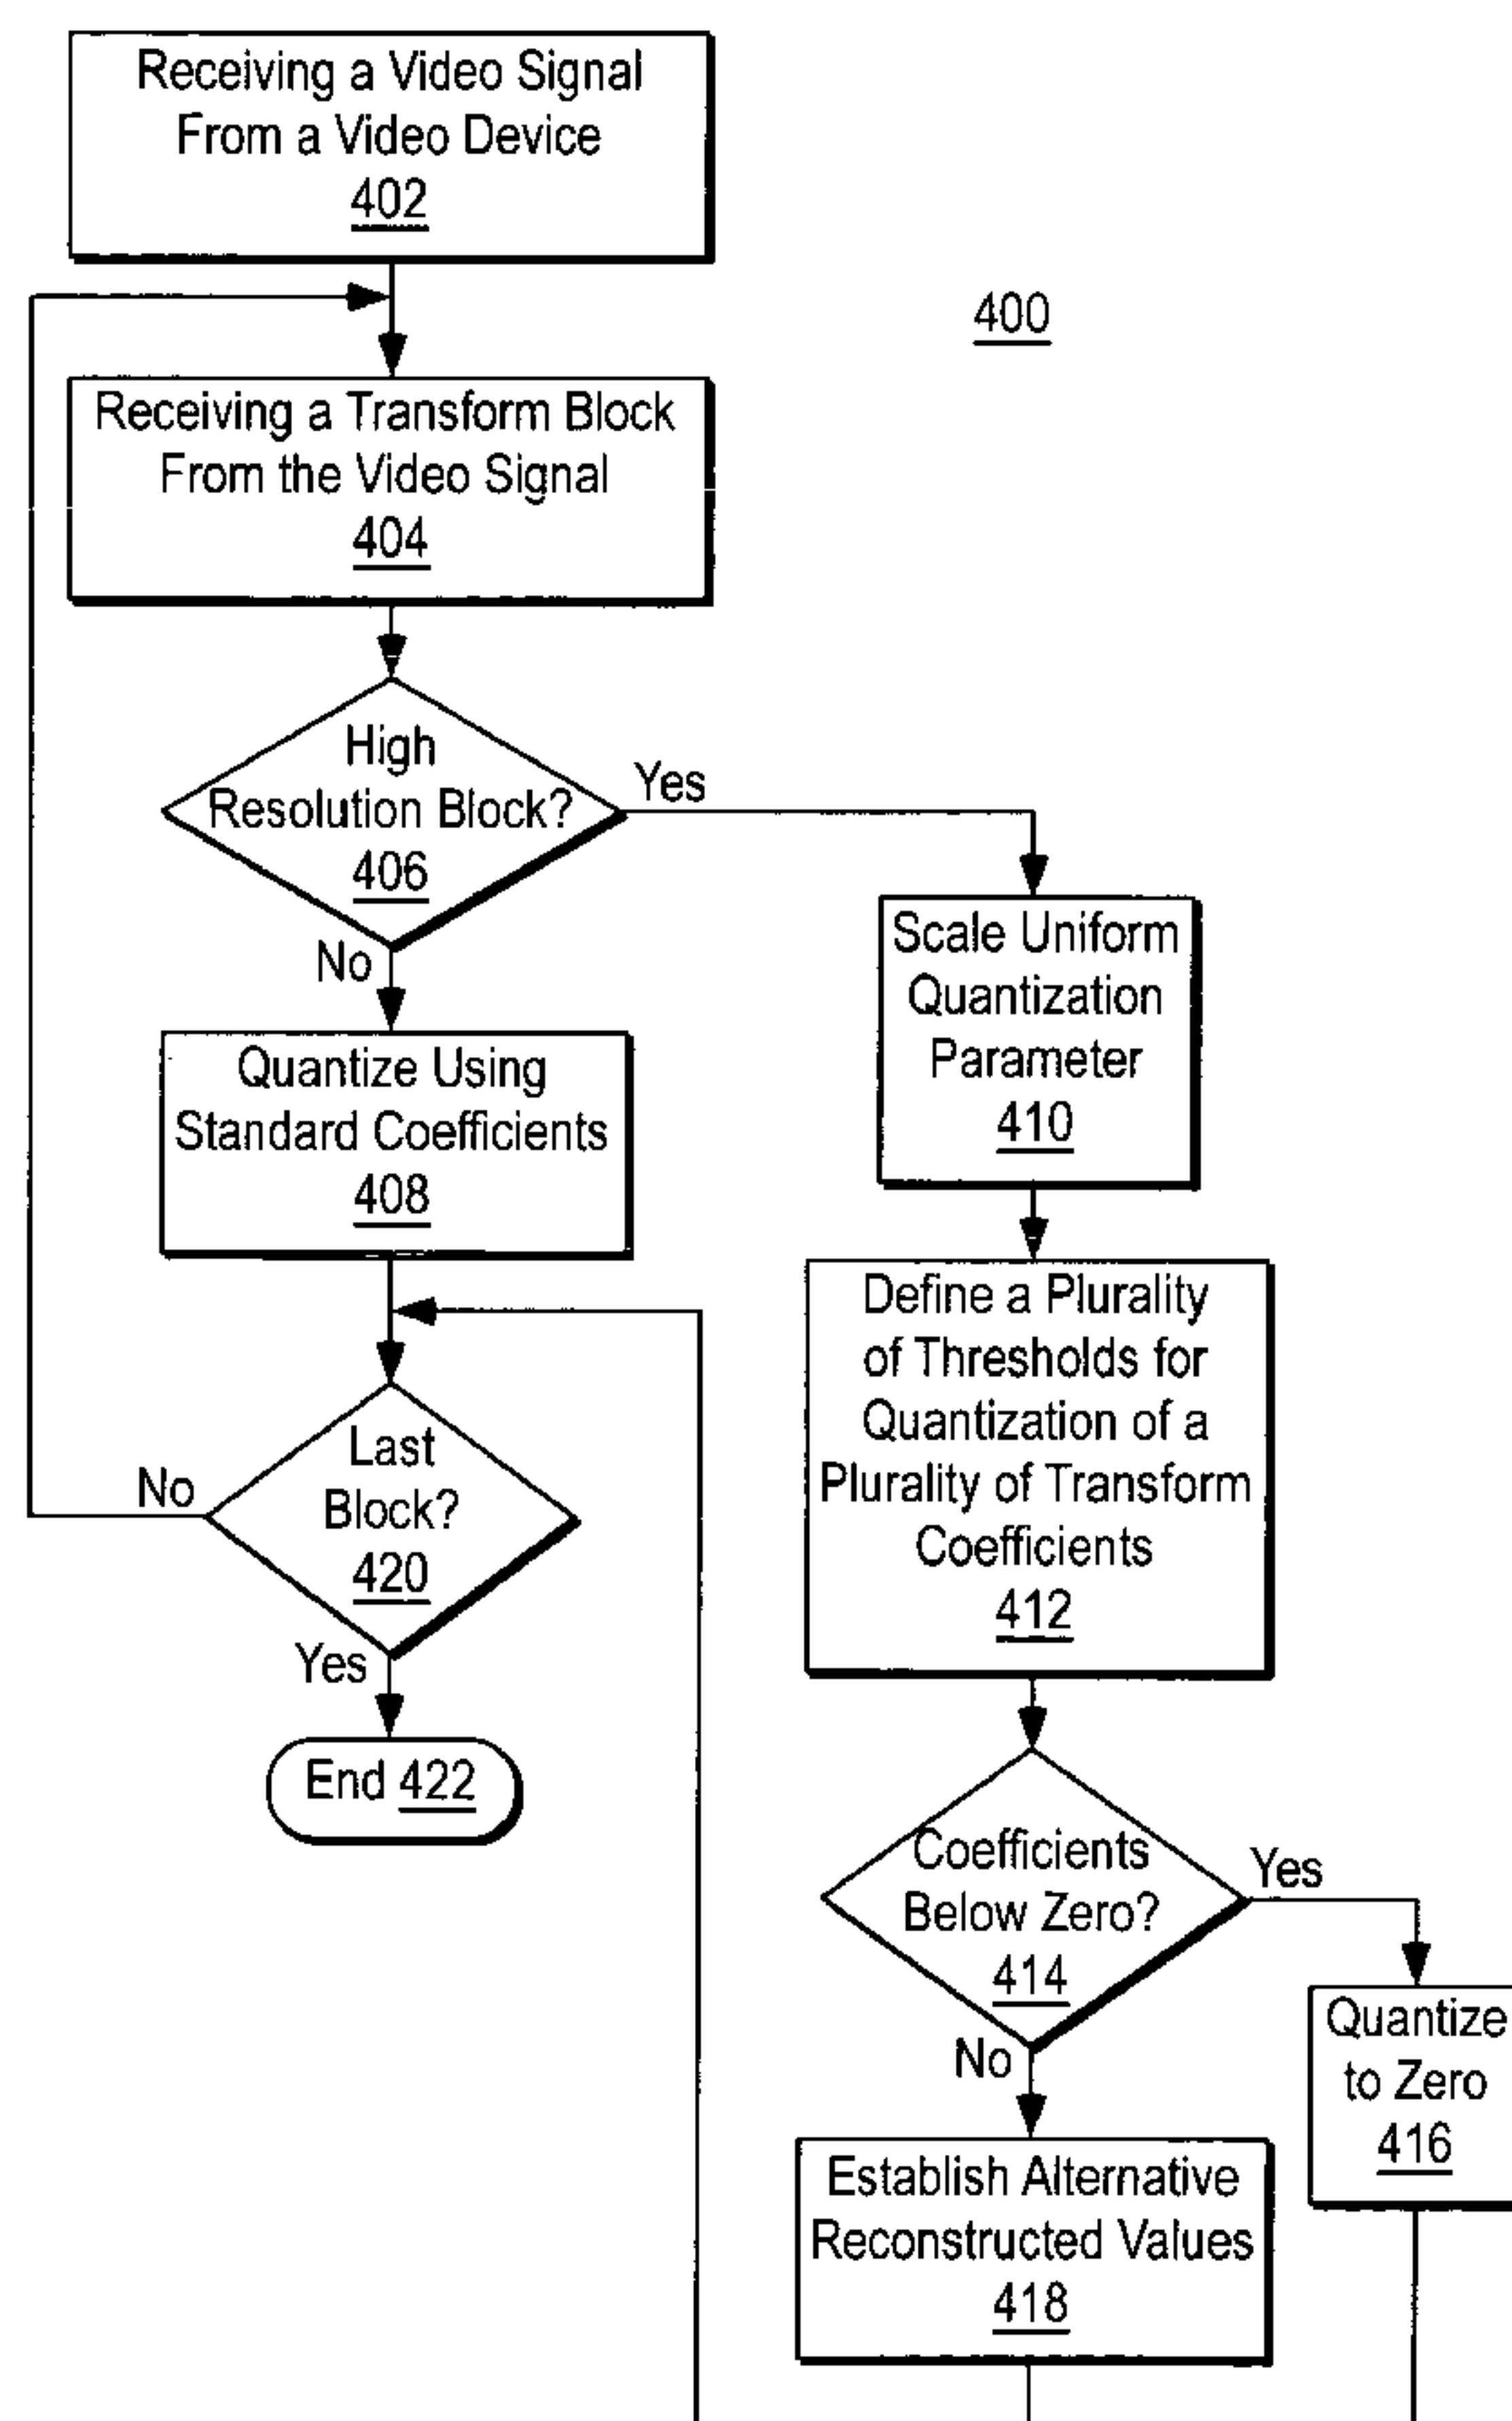 Receiving a Video Signal
From a Video Device
402
400
Receiving a Transform Block
From the Video Signal
404
High
Resolution Block?
406
Yes
No
Scale Uniform
Quantization
Parameter
410
Quantize Using
Standard Coefficients
408
Define a Plurality
of Thresholds for
Quantization of a
Plurality of Transform
Coefficients
412
Last
Block?
420
No
Yes
End 422
Coefficients
Below Zero?
414
Yes
No
Quantize
to Zero
416
Establish Alternative
Reconstructed Values
418